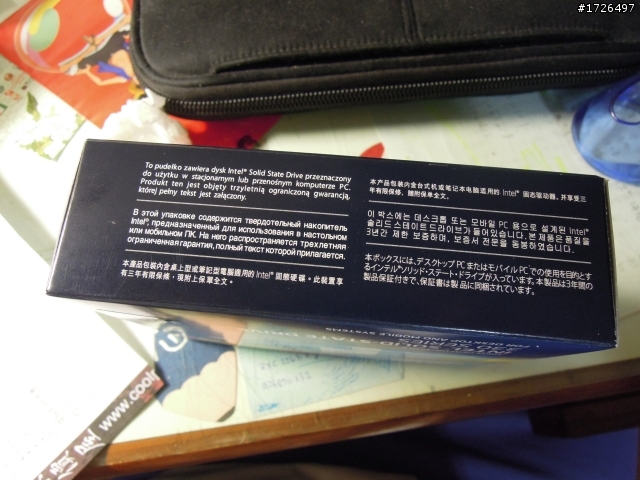 #1726497
To pudełko zawiera dysk Intel® Solid State Drive przeznaczony
do użytku w stacjonarnym lub przenośnym komputerze PC.
Produkt ten jest objęty trzyletnią ograniczoną gwarancją,
której pełny tekst jest załączony.
В этой упаковке содержится твердотельный накопитель
Intel®, предназначенный для использования в настольном
или мобильном ПК. На него распространяется трехлетняя
ограниченная гарантия, полный текст которой прилагается.
本產品包裝內含桌上型或筆記型電腦適用的 Intel® 固態硬碟。此裝置享
有三年有限保條,現附上保單全文。
本产品包装内含台式机或笔记本电脑适用的 Intel® 固态驱动器。并享受三
年有限保修,随附保单全文。
이 박스에는 데스크톱 또는 모바일 PC 용으로 설계된 Intel®
솔리드 스테이트 드라이브가 들어있습니다. 본 제품은 품질을
3년간 제한 보증하며, 보증서 전문을 동봉하였습니다.
本ボックスには、デスクトップ PC またはモバイル PC での使用を目的とす
るインテル® ソリッド・ステート・ドライブが入っています。本製品は3年間の
製品保証付きで、保証書は製品に同梱されています。
FOR DESKTOP AND MOBILE SYSTEMS
www.coolr